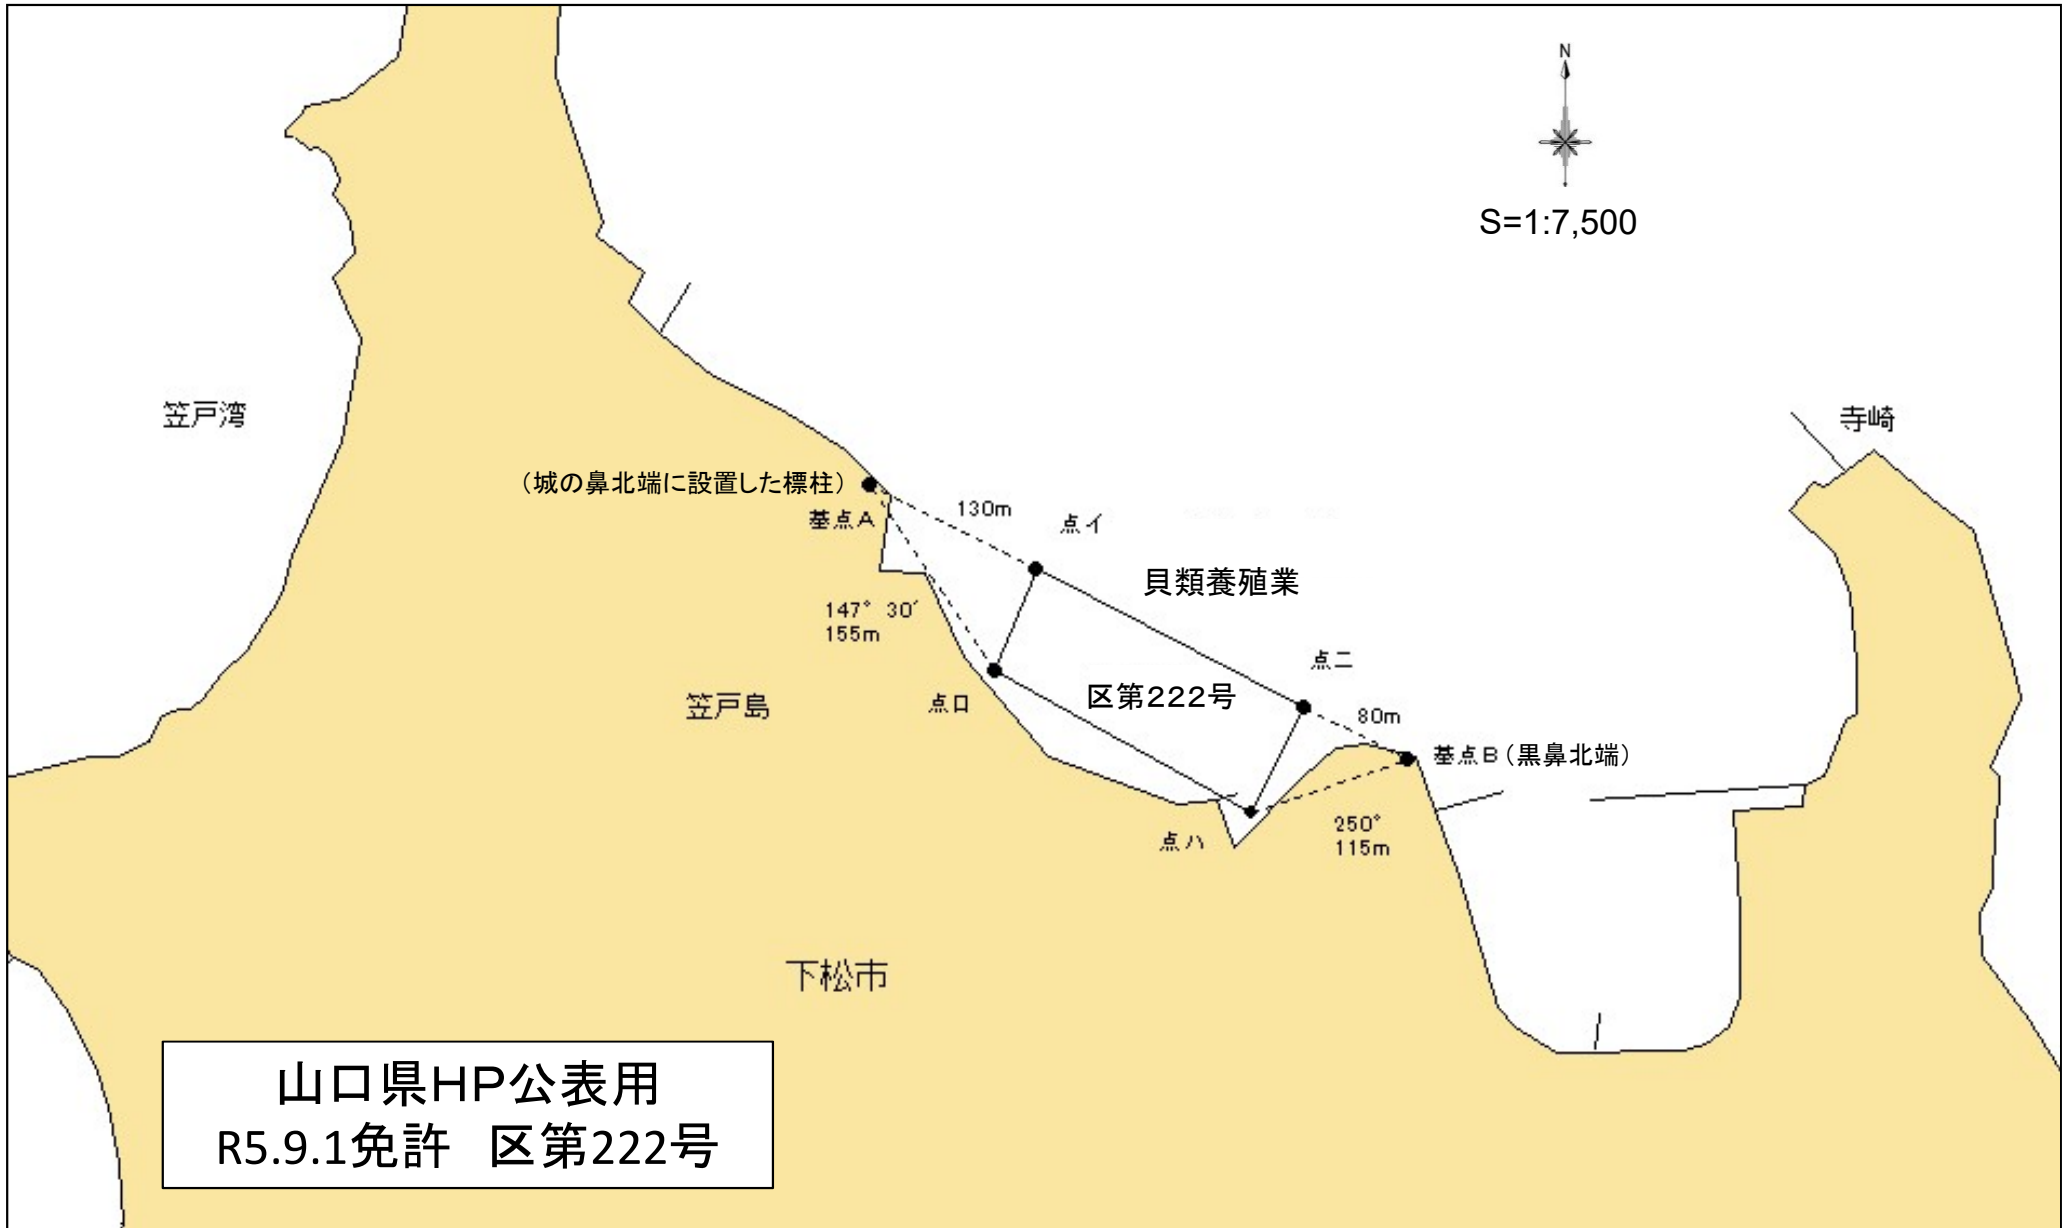 N
S=1:7,500
笠戸湾
寺崎
（城の鼻北端に設置した標柱）
基点A
130m
点イ
貝類養殖業
147° 30′
155m
点ニ
区第222号
点ロ
笠戸島
80m
基点B（黒鼻北端）
250°
115m
点ハ
下松市
山口県HP公表用
R5.9.1免許　区第222号